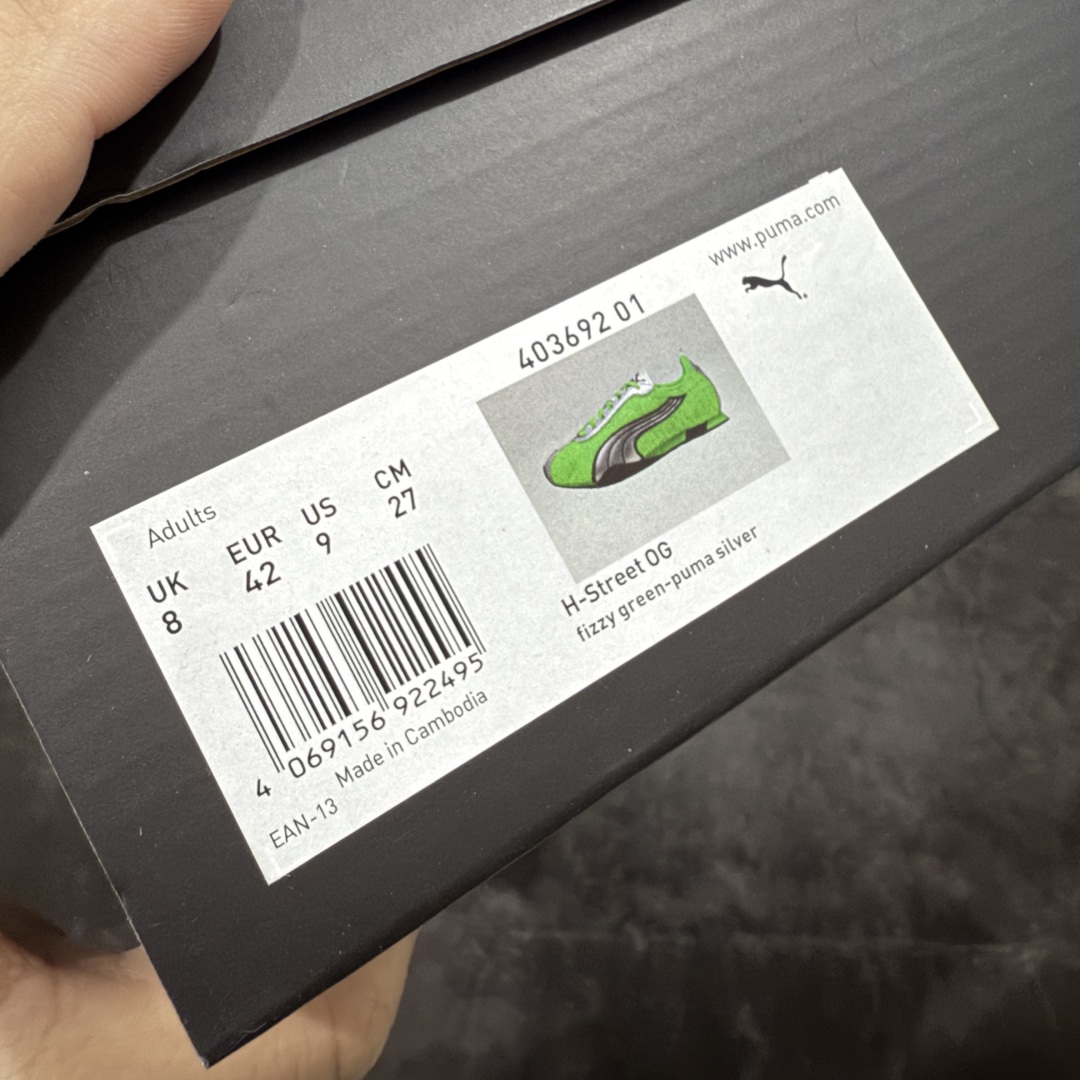 www.puma.com
403692 01
Adults
UK EUR US CM
8 42 9 27
H-Street OG
fizzy green-puma silver
4 069156 922495
Made in Cambodia
EAN-13